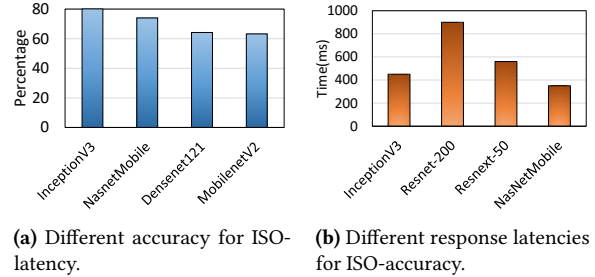 Percentage
80
60
40
20
0
InceptionV3
NasnetMobile
Densenet121
MobilenetV2
(a) Different accuracy for ISO-
latency.
Time(ms)
1000
800
600
400
200
0
InceptionV3
Resnet-200
Resnext-50
NasNetMobile
(b) Different response latencies
for ISO-accuracy.